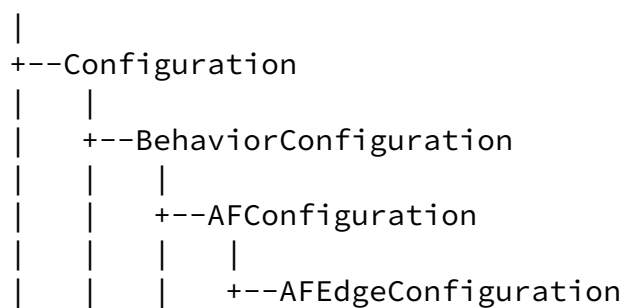 |
+--Configuration
|   |
|   +--BehaviorConfiguration
|   |   |
|   |   +--AFConfiguration
|   |   |   |
|   |   |   +--AFEdgeConfiguration